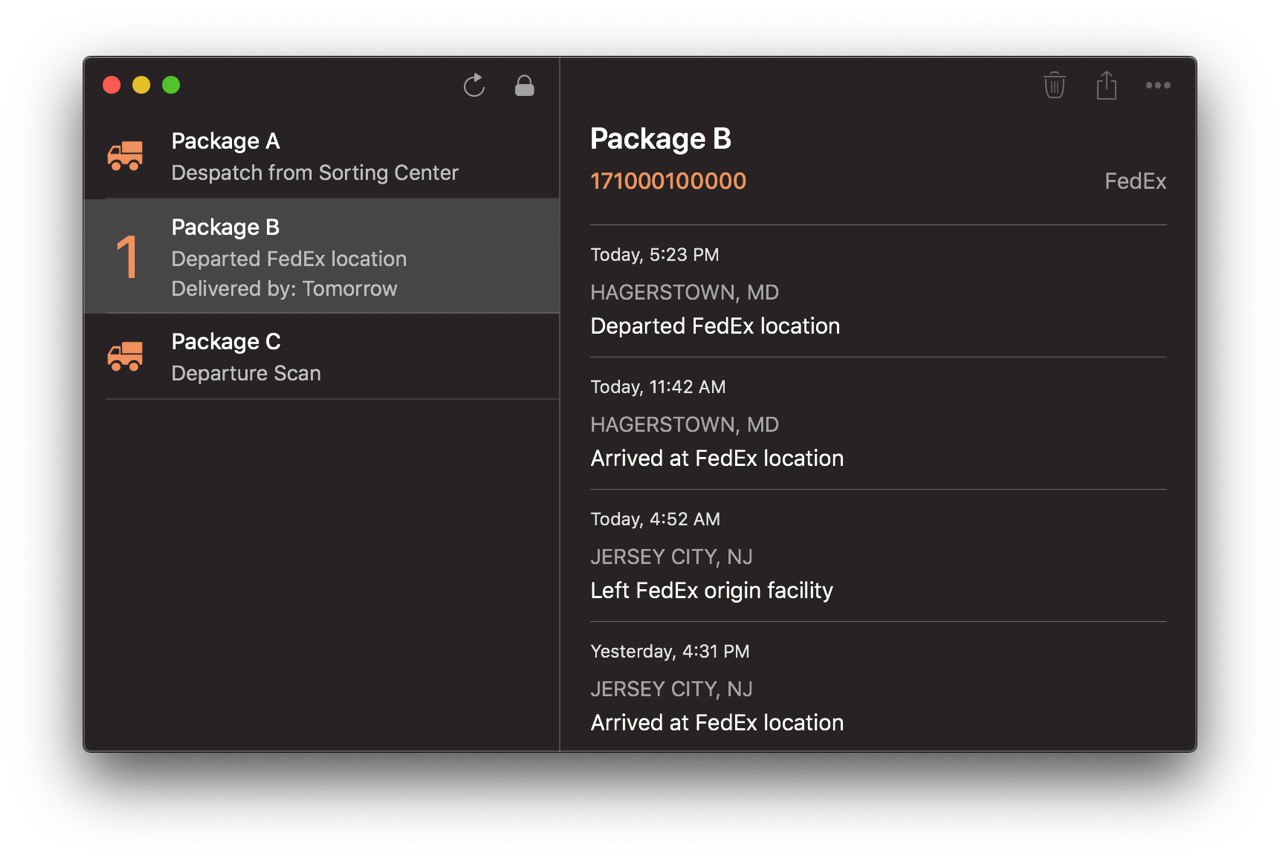 Package A
Despatch from Sorting Center
1
Package B
Departed FedEx location
Delivered by: Tomorrow
Package C
Departure Scan
Package B
171000100000
FedEx
Today, 5:23 PM
HAGERSTOWN, MD
Departed FedEx location
Today, 11:42 AM
HAGERSTOWN, MD
Arrived at FedEx location
Today, 4:52 AM
JERSEY CITY, NJ
Left FedEx origin facility
Yesterday, 4:31 PM
JERSEY CITY, NJ
Arrived at FedEx location